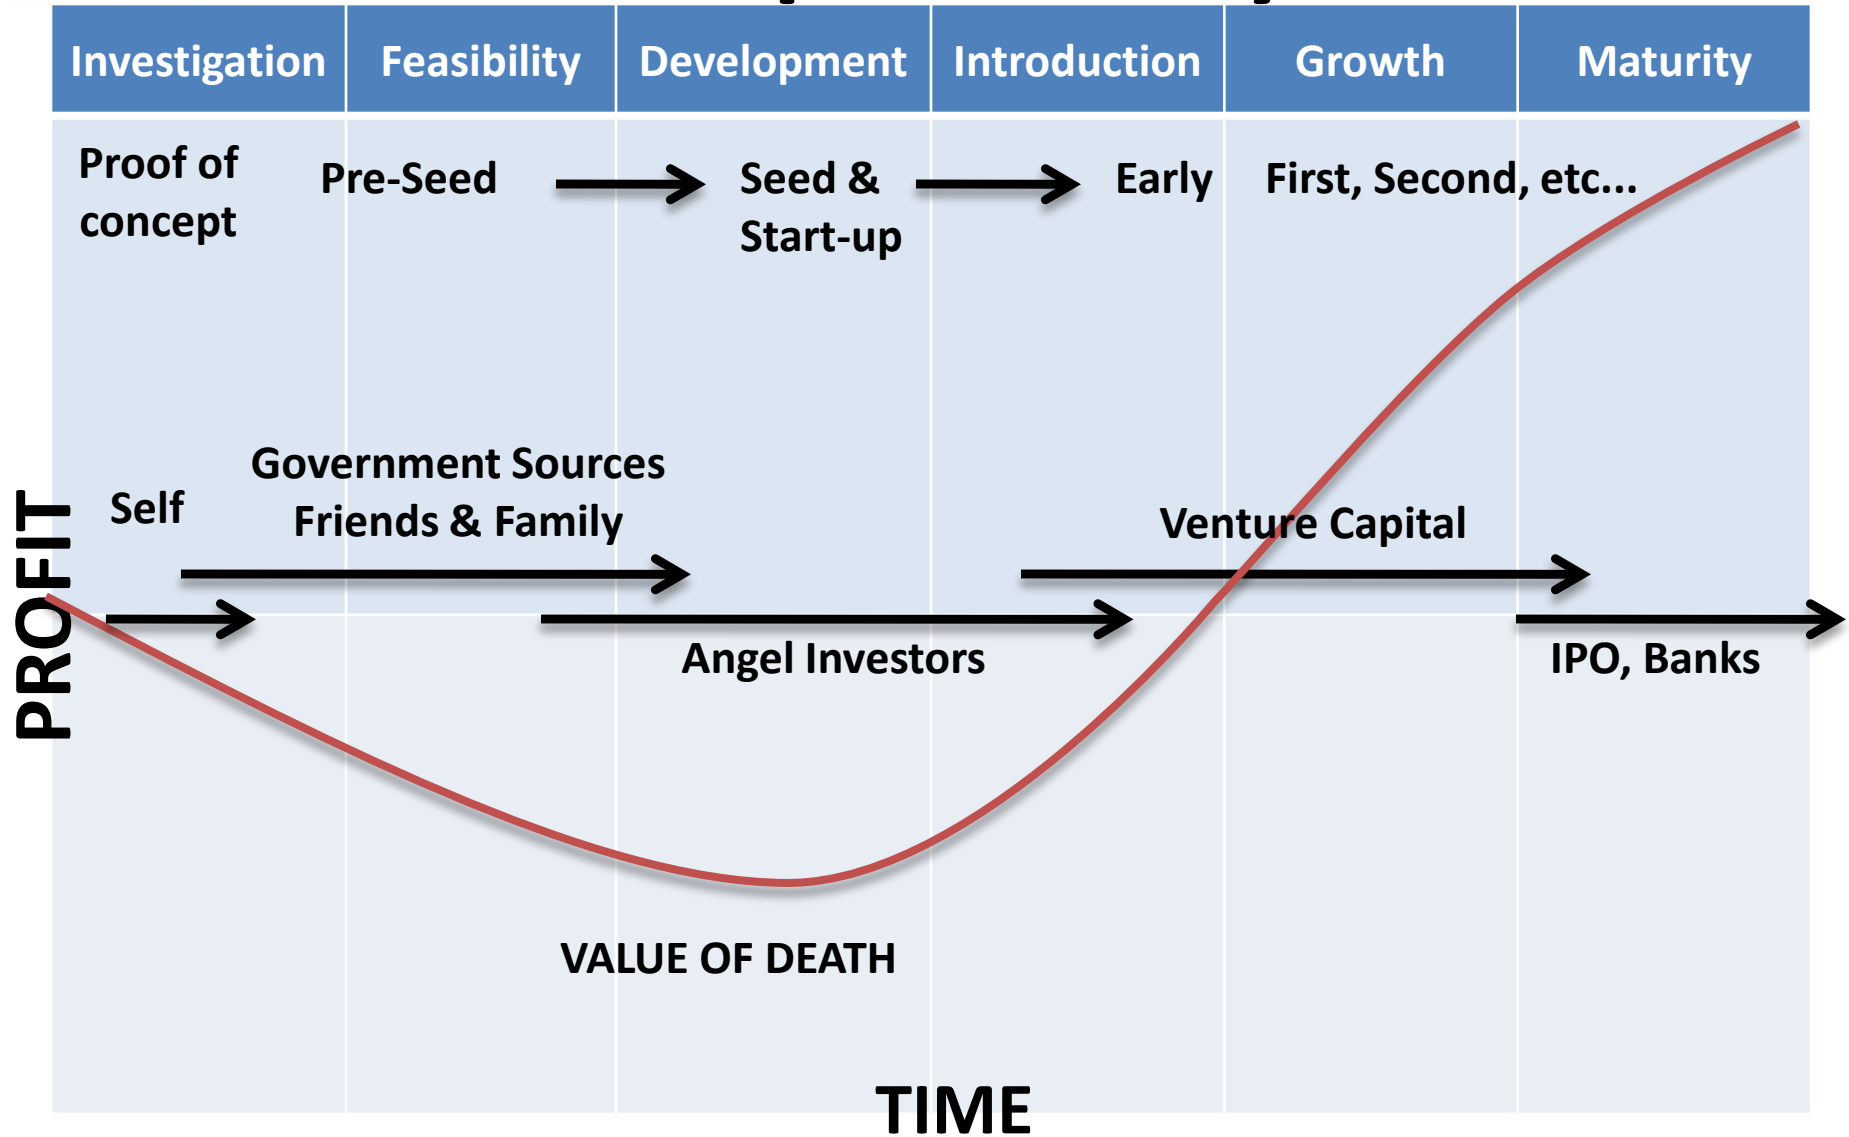 Investigation
Feasibility
Development
Introduction
Growth
Maturity
Proof of
concept
Pre-Seed
Seed &
Start-up
Early
First, Second, etc...
Self
Government Sources
Friends & Family
Venture Capital
Angel Investors
IPO, Banks
PROFIT
VALUE OF DEATH
TIME